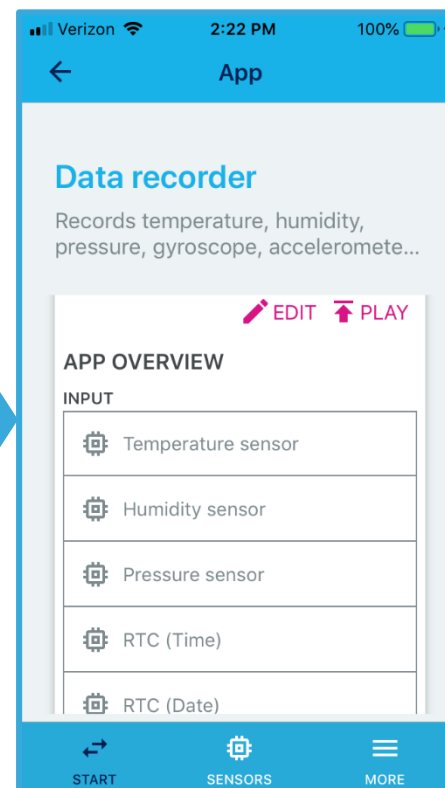 Verizon 2:22 PM 100%
App
Data recorder
Records temperature, humidity,
pressure, gyroscope, acceleromete...
EDIT PLAY
APP OVERVIEW
INPUT
Temperature sensor
Humidity sensor
Pressure sensor
RTC (Time)
RTC (Date)
START SENSORS MORE